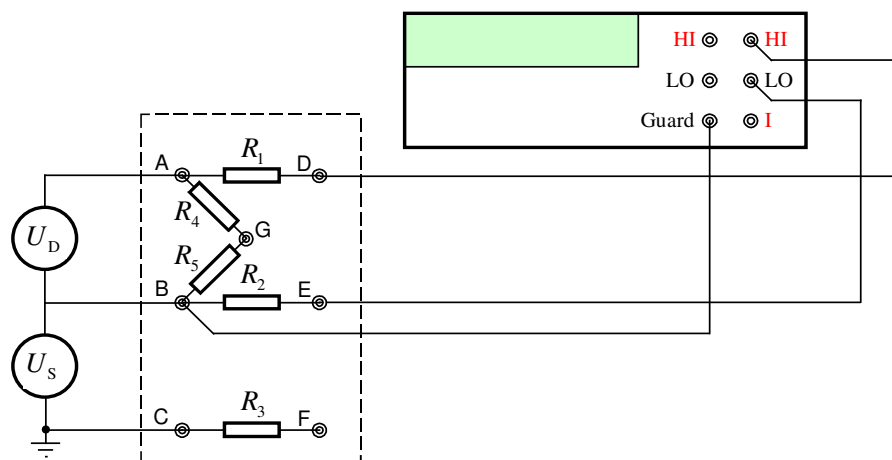 HI HI
LO LO
Guard I
A R1 D
R4
G
UD
R5
R2
B E
US
R3
C F